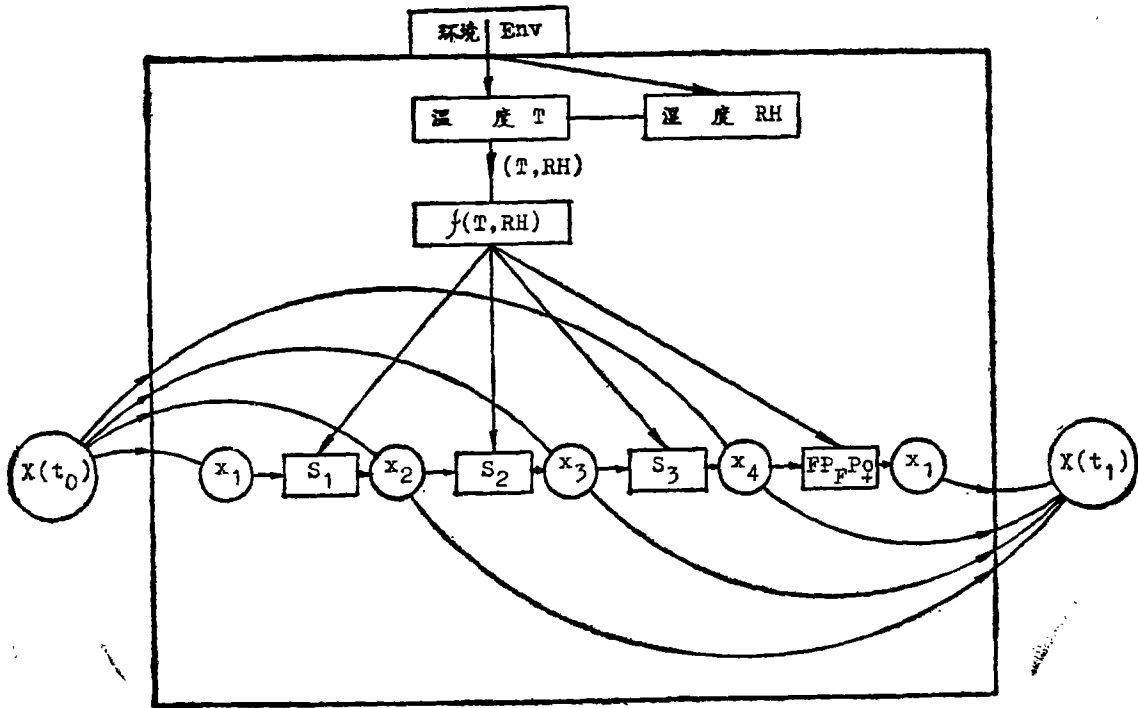 环境 Env
温 度 T
湿 度 RH
(T,RH)
f(T,RH)
X(t₀)
x₁
S₁
x₂
S₂
x₃
S₃
x₄
FP_F P♀
x₁
X(t₁)